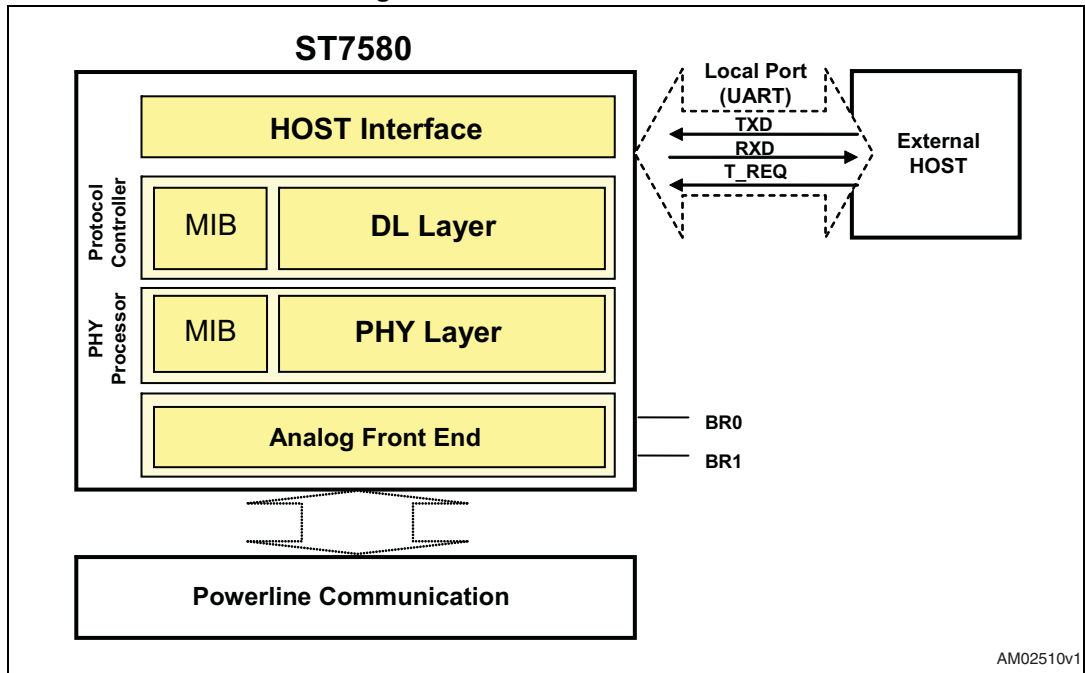 ST7580
HOST Interface
Protocol
Controller
MIB
DL Layer
PHY
Processor
MIB
PHY Layer
Analog Front End
BR0
BR1
Local Port
(UART)
TXD
RXD
T_REQ
External
HOST
Powerline Communication
AM02510v1